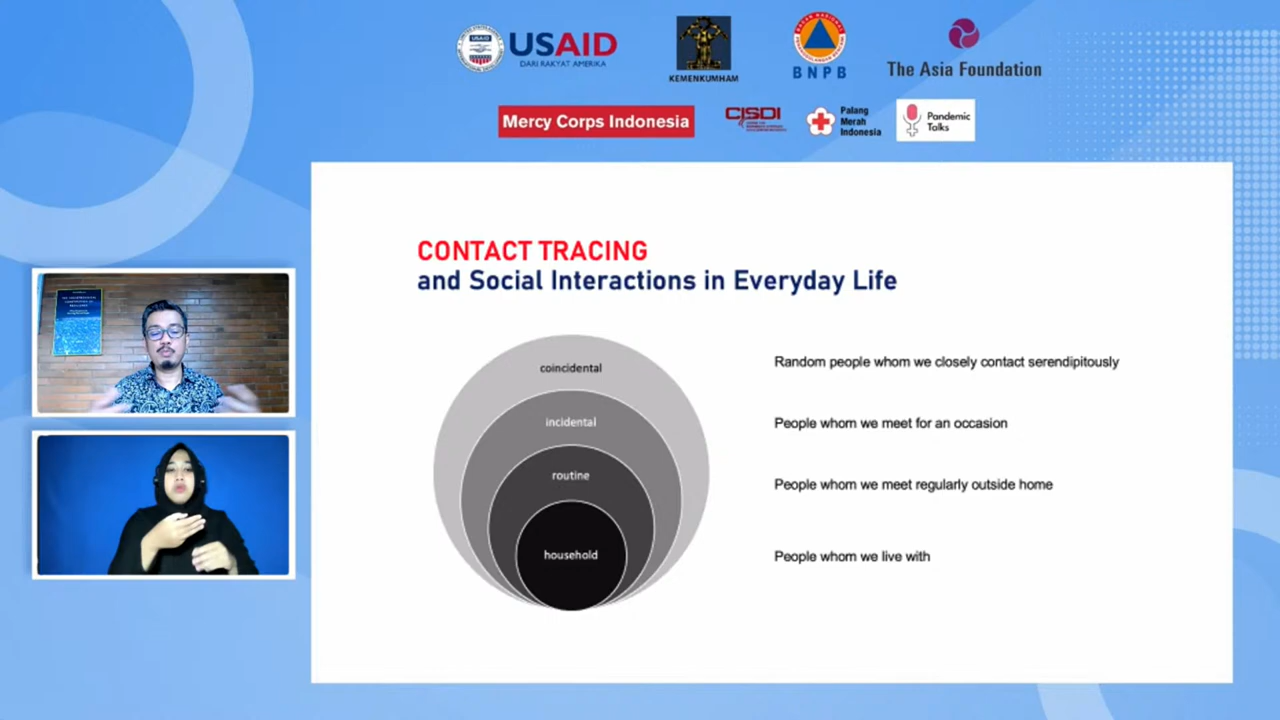 USAID
DARI RAKYAT AMERIKA
KEMENKUMHAM
BNPB
The Asia Foundation
Mercy Corps Indonesia
CISDI
Palang
Merah
Indonesia
Pandemic
Talks
CONTACT TRACING
and Social Interactions in Everyday Life
coincidental
Random people whom we closely contact serendipitously
incidental
People whom we meet for an occasion
routine
People whom we meet regularly outside home
household
People whom we live with